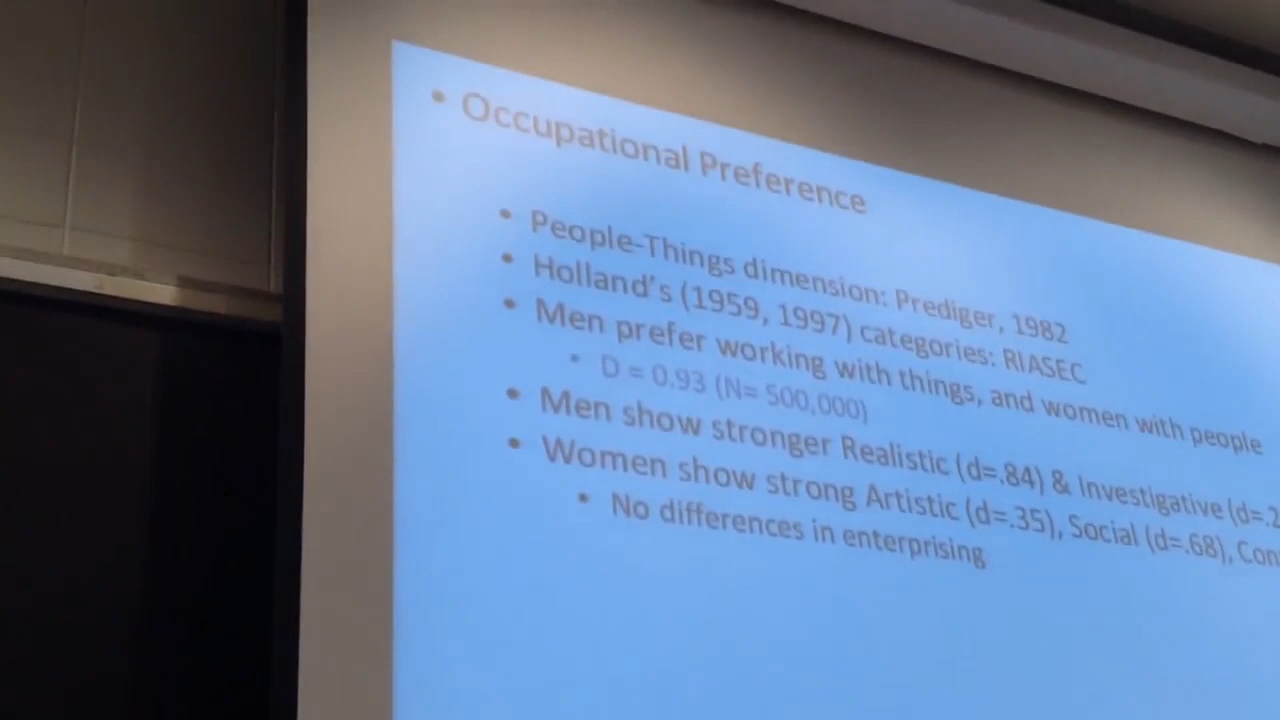 • Occupational Preference
• People-Things dimension: Prediger, 1982
• Holland's (1959, 1997) categories: RIASEC
• Men prefer working with things, and women with people
• D = 0.93 (N= 500,000)
• Men show stronger Realistic (d=.84) & Investigative (d=.2
• Women show strong Artistic (d=.35), Social (d=.68), Con
• No differences in enterprising